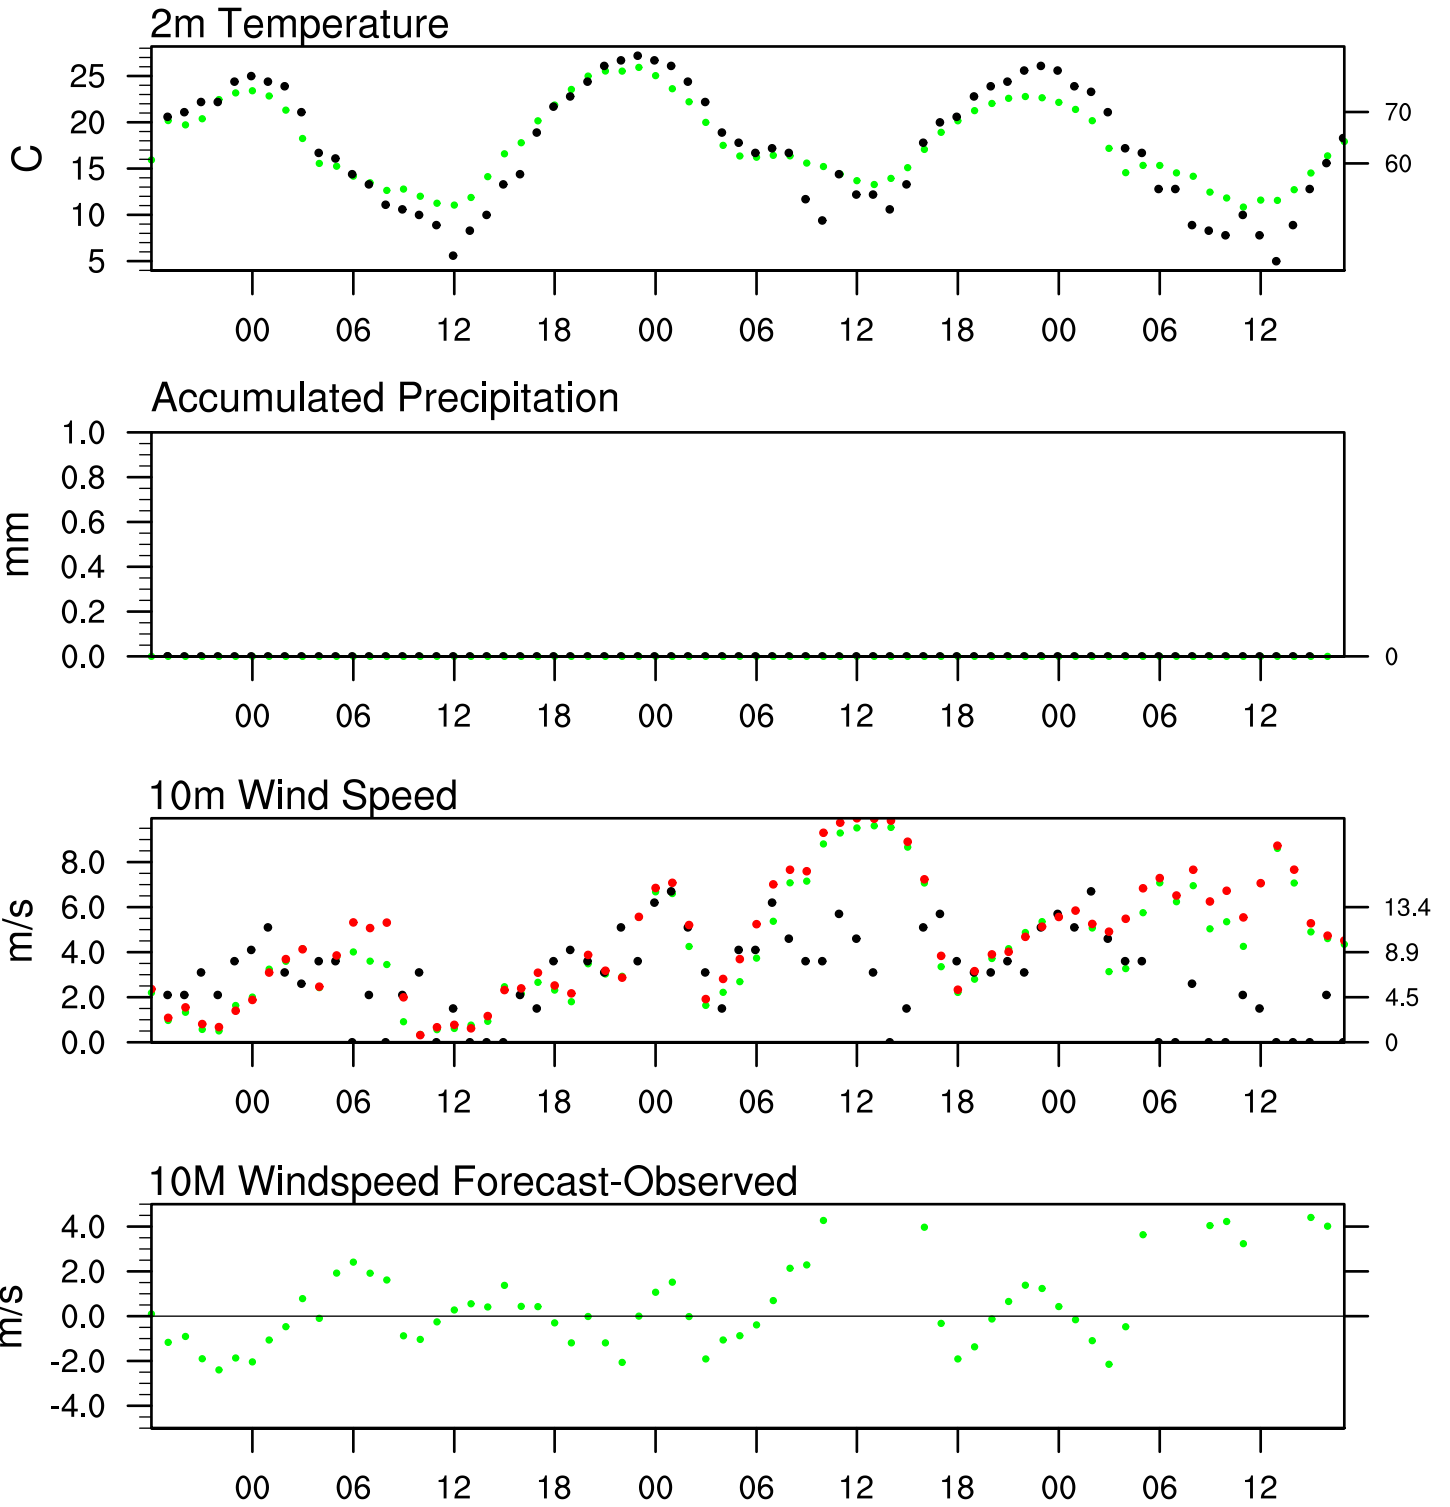 2m Temperature
25
20
15
10
5
C
70
60
00 06 12 18 00 06 12 18 00 06 12
Accumulated Precipitation
1.0
0.8
0.6
0.4
0.2
0.0
mm
0
00 06 12 18 00 06 12 18 00 06 12
10m Wind Speed
8.0
6.0
4.0
2.0
0.0
m/s
13.4
8.9
4.5
0
00 06 12 18 00 06 12 18 00 06 12
10M Windspeed Forecast-Observed
4.0
2.0
0.0
-2.0
-4.0
m/s
00 06 12 18 00 06 12 18 00 06 12